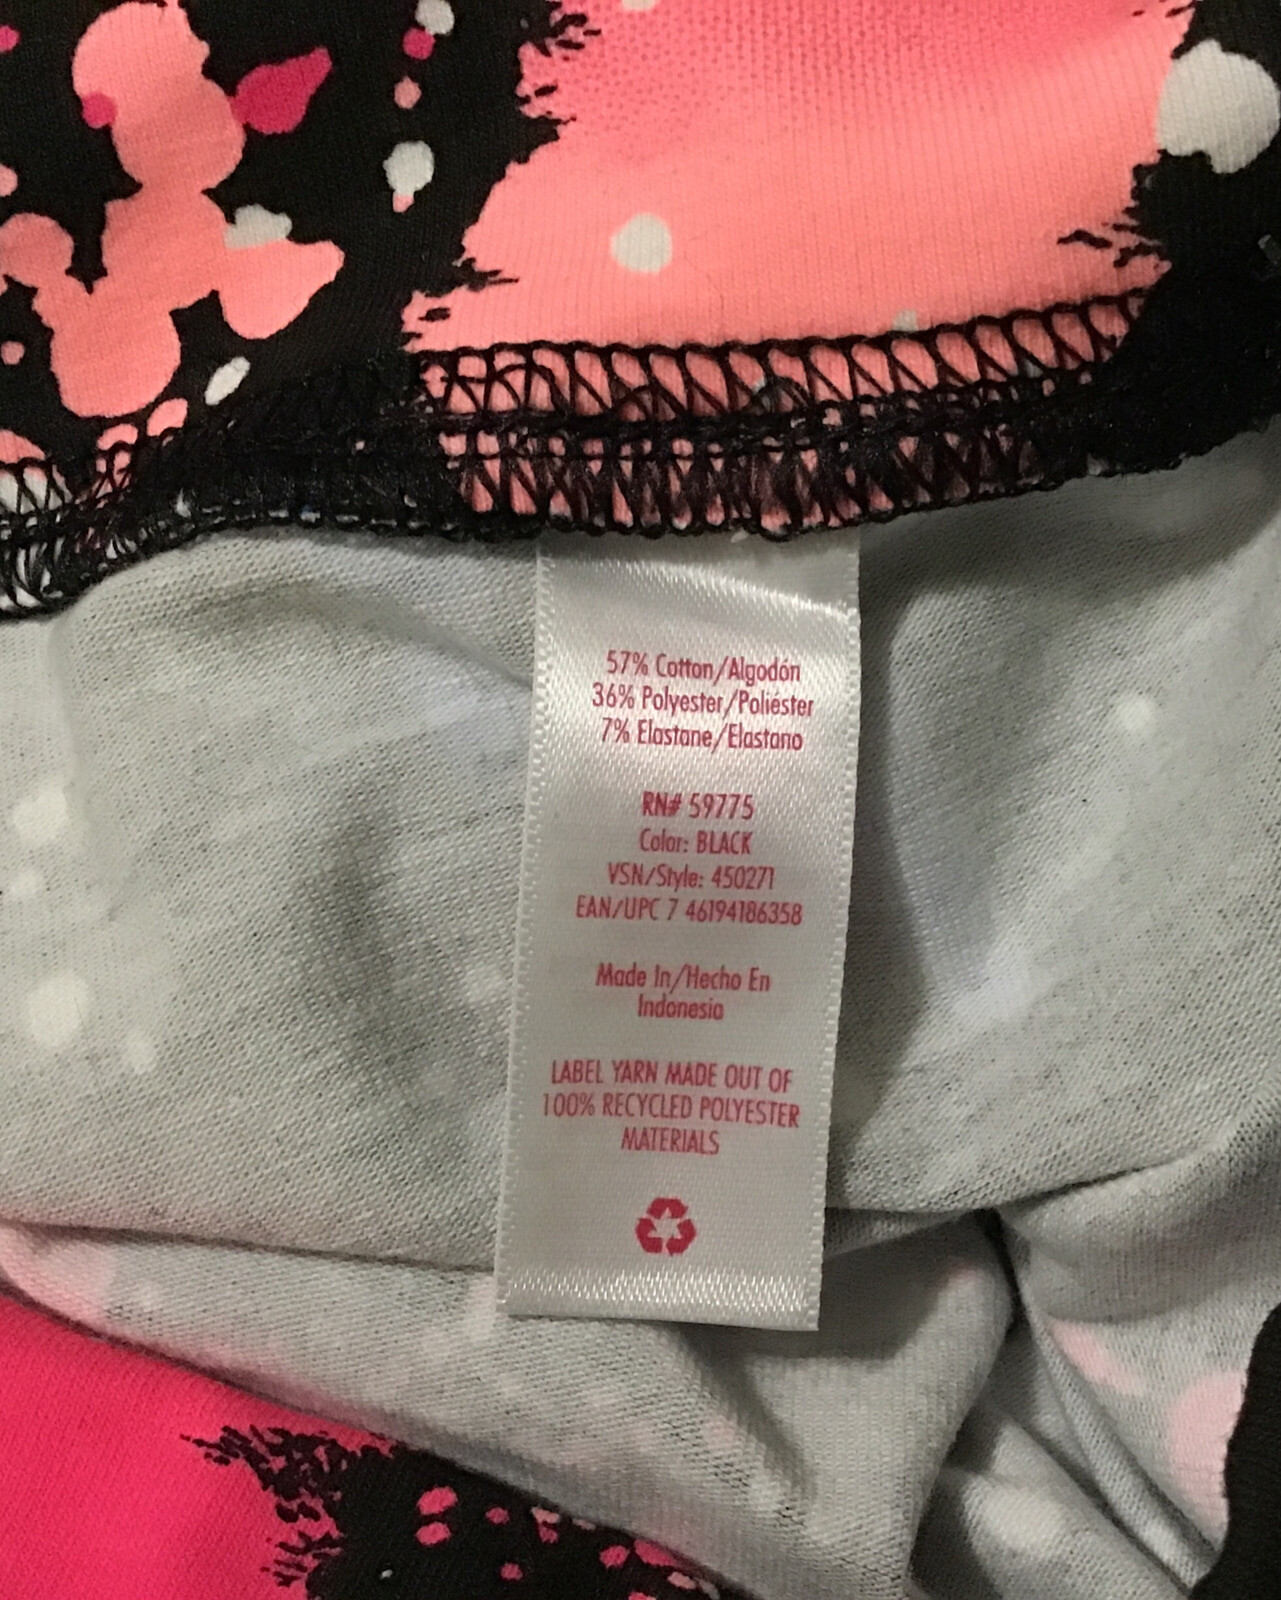 57% Cotton/Algodón
36% Polyester/Poliéster
7% Elastane/Elastano
RN# 59775
Color: BLACK
VSN/Style: 450271
EAN/UPC 7 46194186358
Made In/Hecho En
Indonesia
LABEL YARN MADE OUT OF
100% RECYCLED POLYESTER
MATERIALS